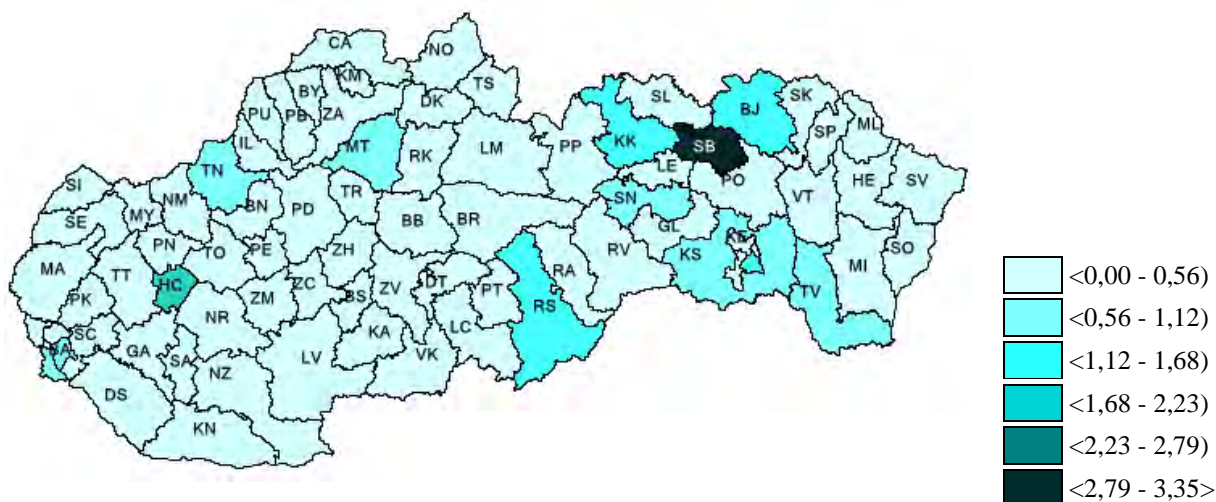 CA
NO
TS
KM
BY
PU
PB
ZA
DK
IL
MT
RK
LM
PP
KK
SL
BJ
SK
SP
ML
SB
LE
PO
VT
HE
SV
TN
SI
SE
MY
NM
BN
PD
TR
BB
BR
SN
GL
RV
KS
KE
MI
SO
MA
TT
PN
TO
PE
ZH
HC
PK
SC
BA
GA
SA
NR
ZM
ZC
BS
ZV
DT
PT
RA
RS
TV
LC
KA
VK
LV
NZ
DS
KN
<0,00 - 0,56)
<0,56 - 1,12)
<1,12 - 1,68)
<1,68 - 2,23)
<2,23 - 2,79)
<2,79 - 3,35>